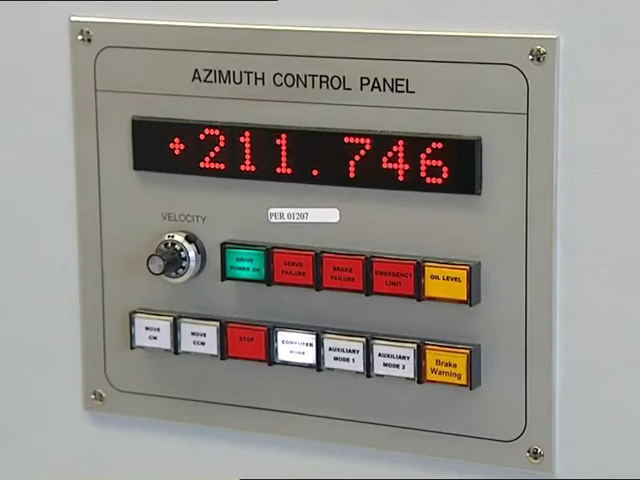 AZIMUTH CONTROL PANEL
+211.746
VELOCITY
PER 01207
DRIVE
POWER ON
SERVO
FAILURE
BRAKE
FAILURE
EMERGENCY
LIMIT
OIL LEVEL
MOVE
CW
MOVE
CCW
STOP
COMPUTER
MODE
AUXILIARY
MODE 1
AUXILIARY
MODE 2
Brake
Warning